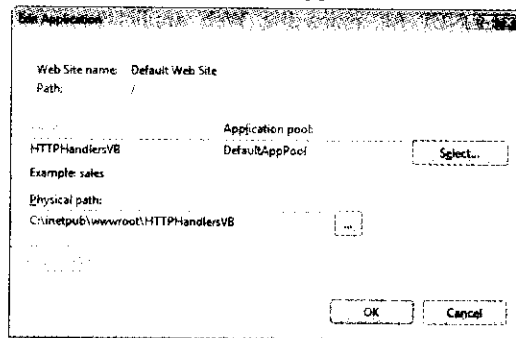 Edit Application
Web Site name: Default Web Site
Path: /
Application pool:
HTTPHandlersVB DefaultAppPool Select...
Example: sales
Physical path:
C:\inetpub\wwwroot\HTTPHandlersVB ...
OK Cancel